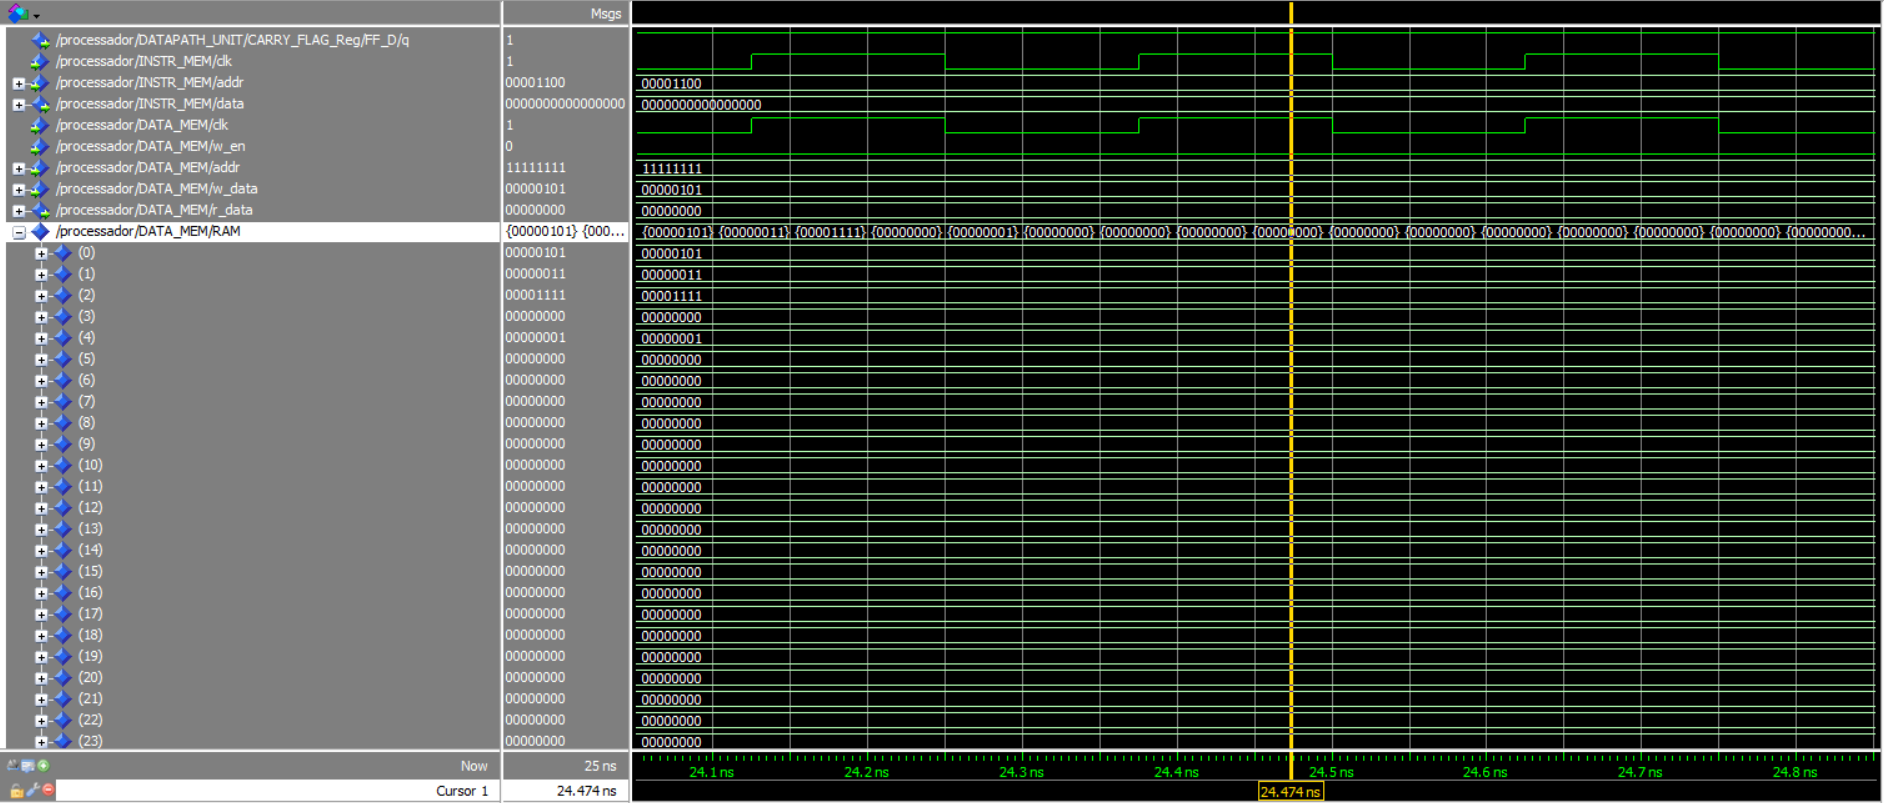 Msgs
/processador/DATAPATH_UNIT/CARRY_FLAG_Reg/FF_D/q 1
/processador/INSTR_MEM/clk 1
/processador/INSTR_MEM/addr 00001100 00001100
/processador/INSTR_MEM/data 0000000000000000 0000000000000000
/processador/DATA_MEM/clk 1
/processador/DATA_MEM/w_en 0
/processador/DATA_MEM/addr 11111111 11111111
/processador/DATA_MEM/w_data 00000101 00000101
/processador/DATA_MEM/r_data 00000000 00000000
/processador/DATA_MEM/RAM {00000101} {000... {00000101} {00000011} {00001111} {00000000} {00000001} {00000000} {00000000} {00000000} {00000000} {00000000} {00000000} {00000000} {00000000} {00000000} {00000000} {00000000...
(0) 00000101 00000101
(1) 00000011 00000011
(2) 00001111 00001111
(3) 00000000 00000000
(4) 00000001 00000001
(5) 00000000 00000000
(6) 00000000 00000000
(7) 00000000 00000000
(8) 00000000 00000000
(9) 00000000 00000000
(10) 00000000 00000000
(11) 00000000 00000000
(12) 00000000 00000000
(13) 00000000 00000000
(14) 00000000 00000000
(15) 00000000 00000000
(16) 00000000 00000000
(17) 00000000 00000000
(18) 00000000 00000000
(19) 00000000 00000000
(20) 00000000 00000000
(21) 00000000 00000000
(22) 00000000 00000000
(23) 00000000 00000000
Now 25 ns 24.1 ns 24.2 ns 24.3 ns 24.4 ns 24.5 ns 24.6 ns 24.7 ns 24.8 ns
Cursor 1 24.474 ns 24.474 ns